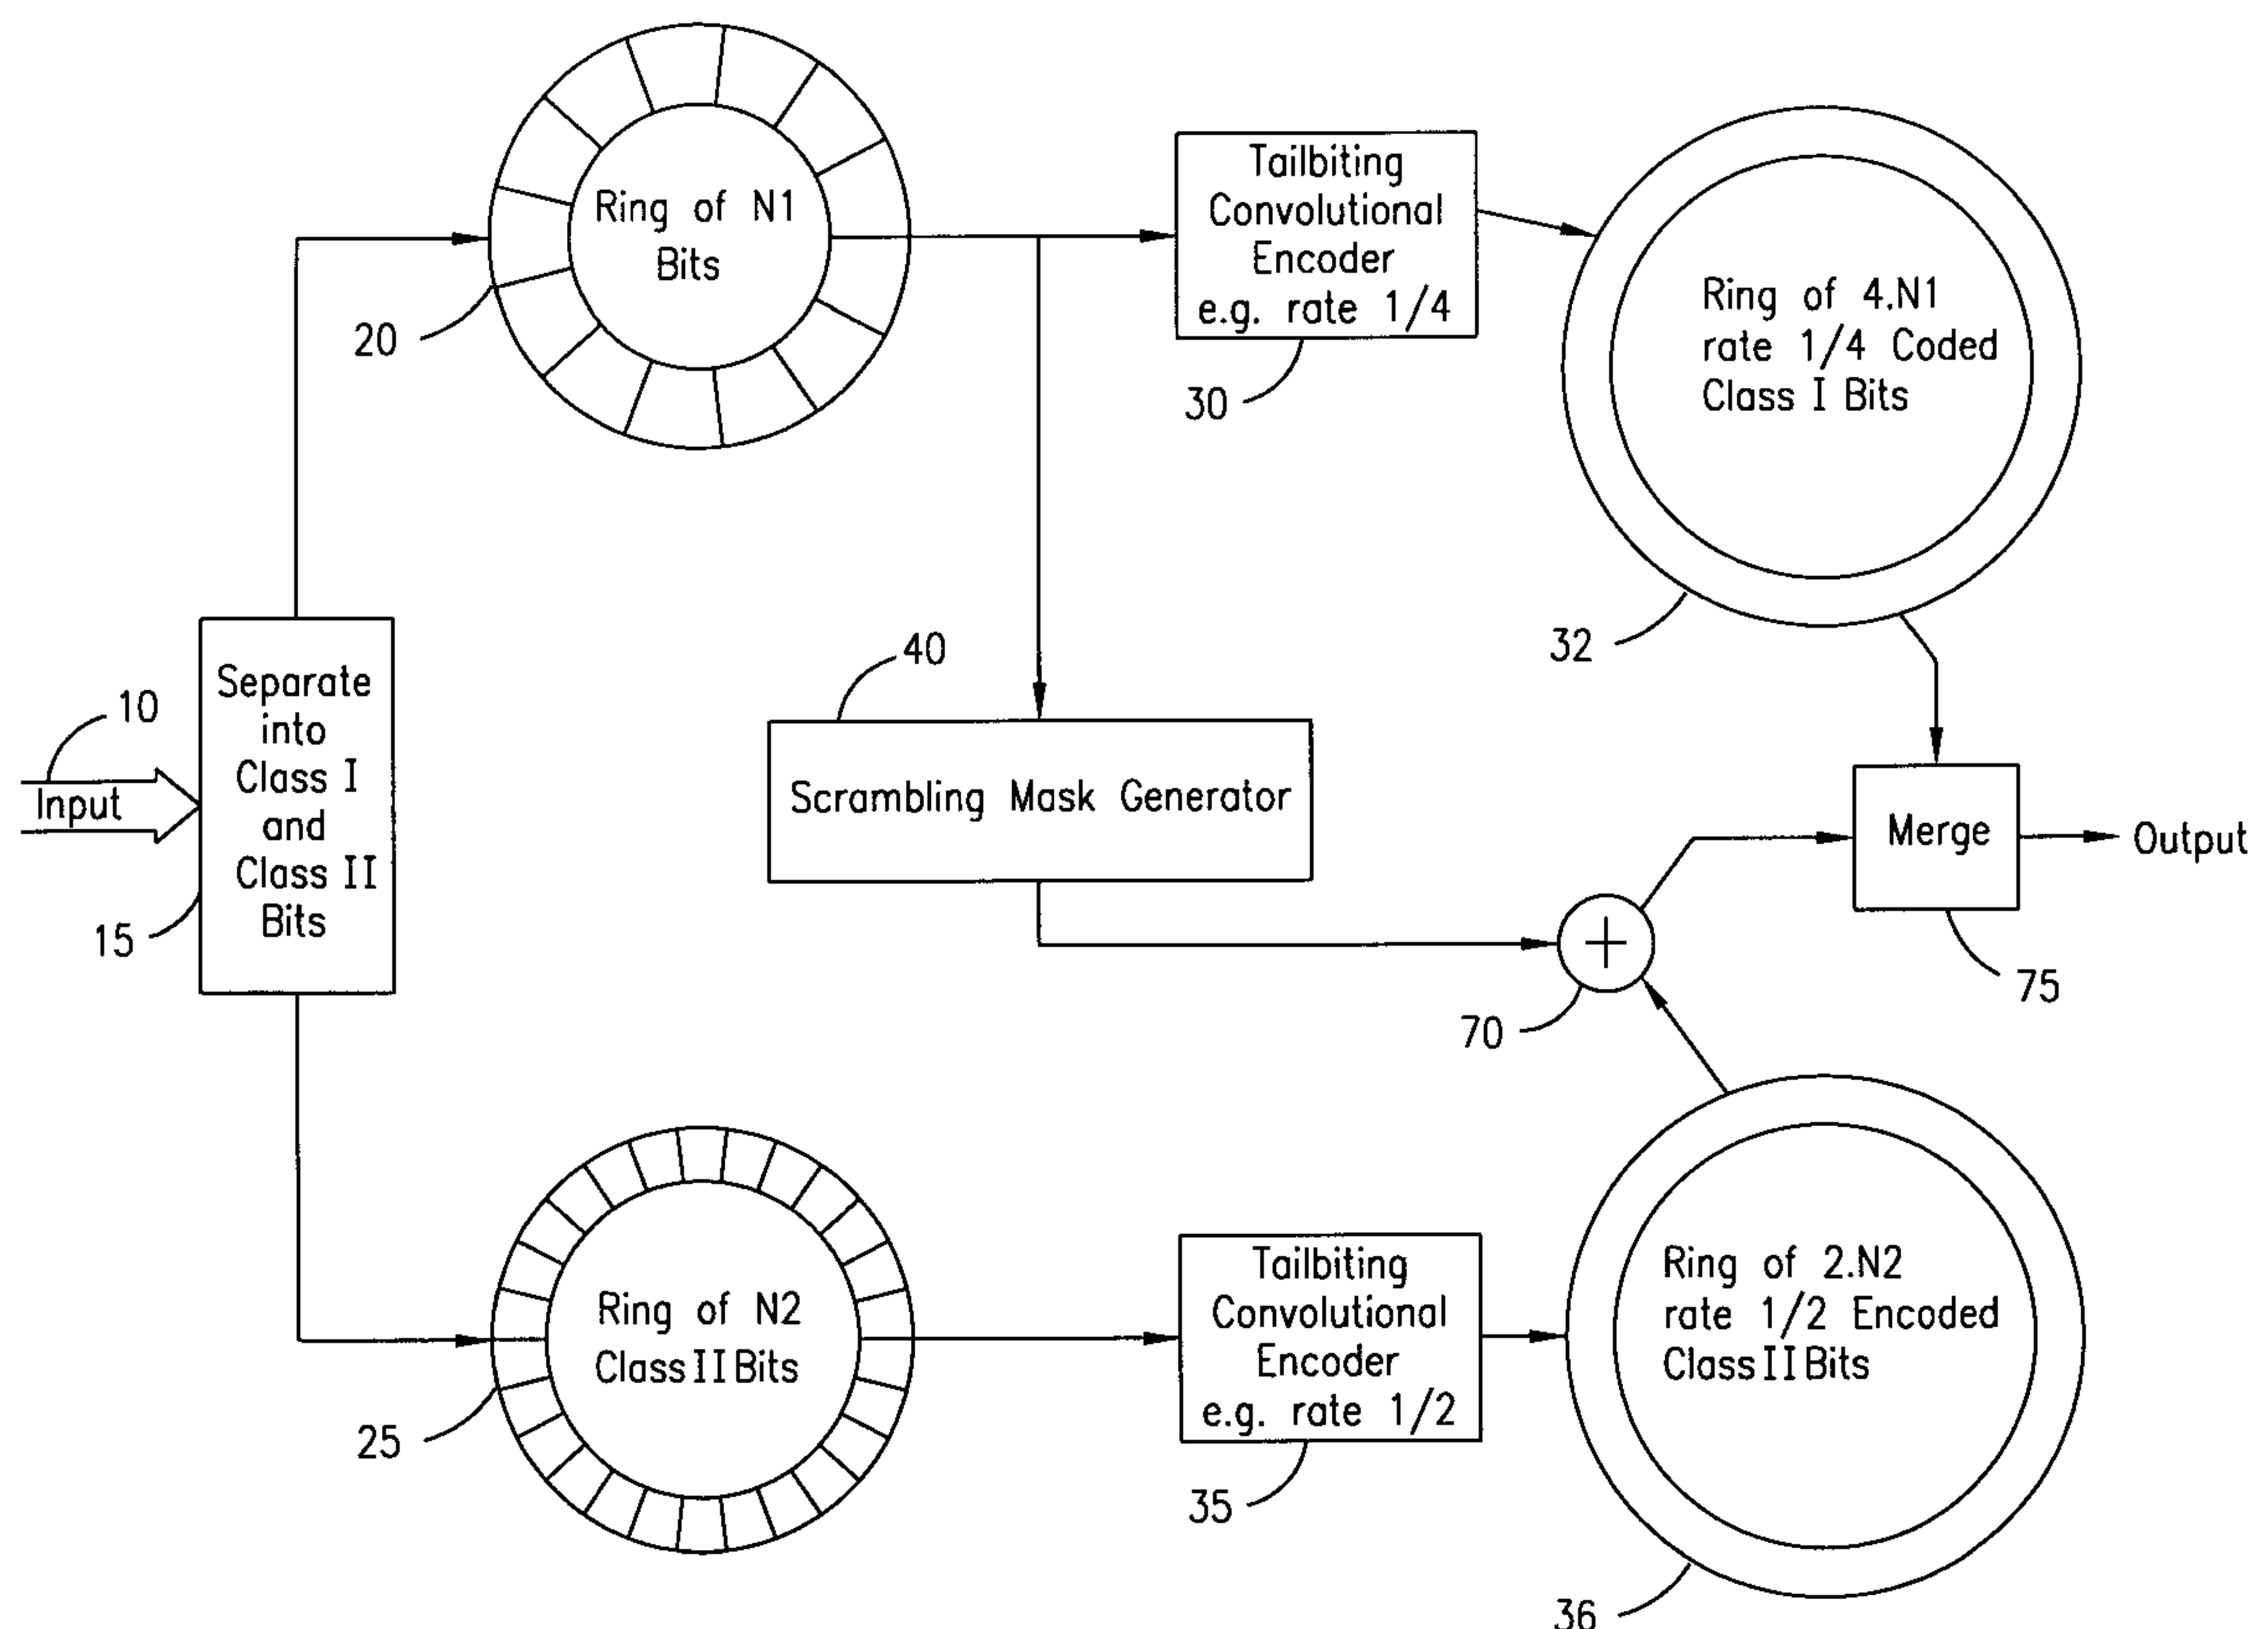 Ring of N1
Bits
20
Tailbiting
Convolutional
Encoder
e.g. rate 1/4
30
Ring of 4.N1
rate 1/4 Coded
Class I Bits
32
10
Input
Separate
into
Class I
and
Class II
Bits
15
40
Scrambling Mask Generator
Merge
Output
75
70
Ring of N2
Class II Bits
25
Tailbiting
Convolutional
Encoder
e.g. rate 1/2
35
Ring of 2.N2
rate 1/2 Encoded
Class II Bits
36